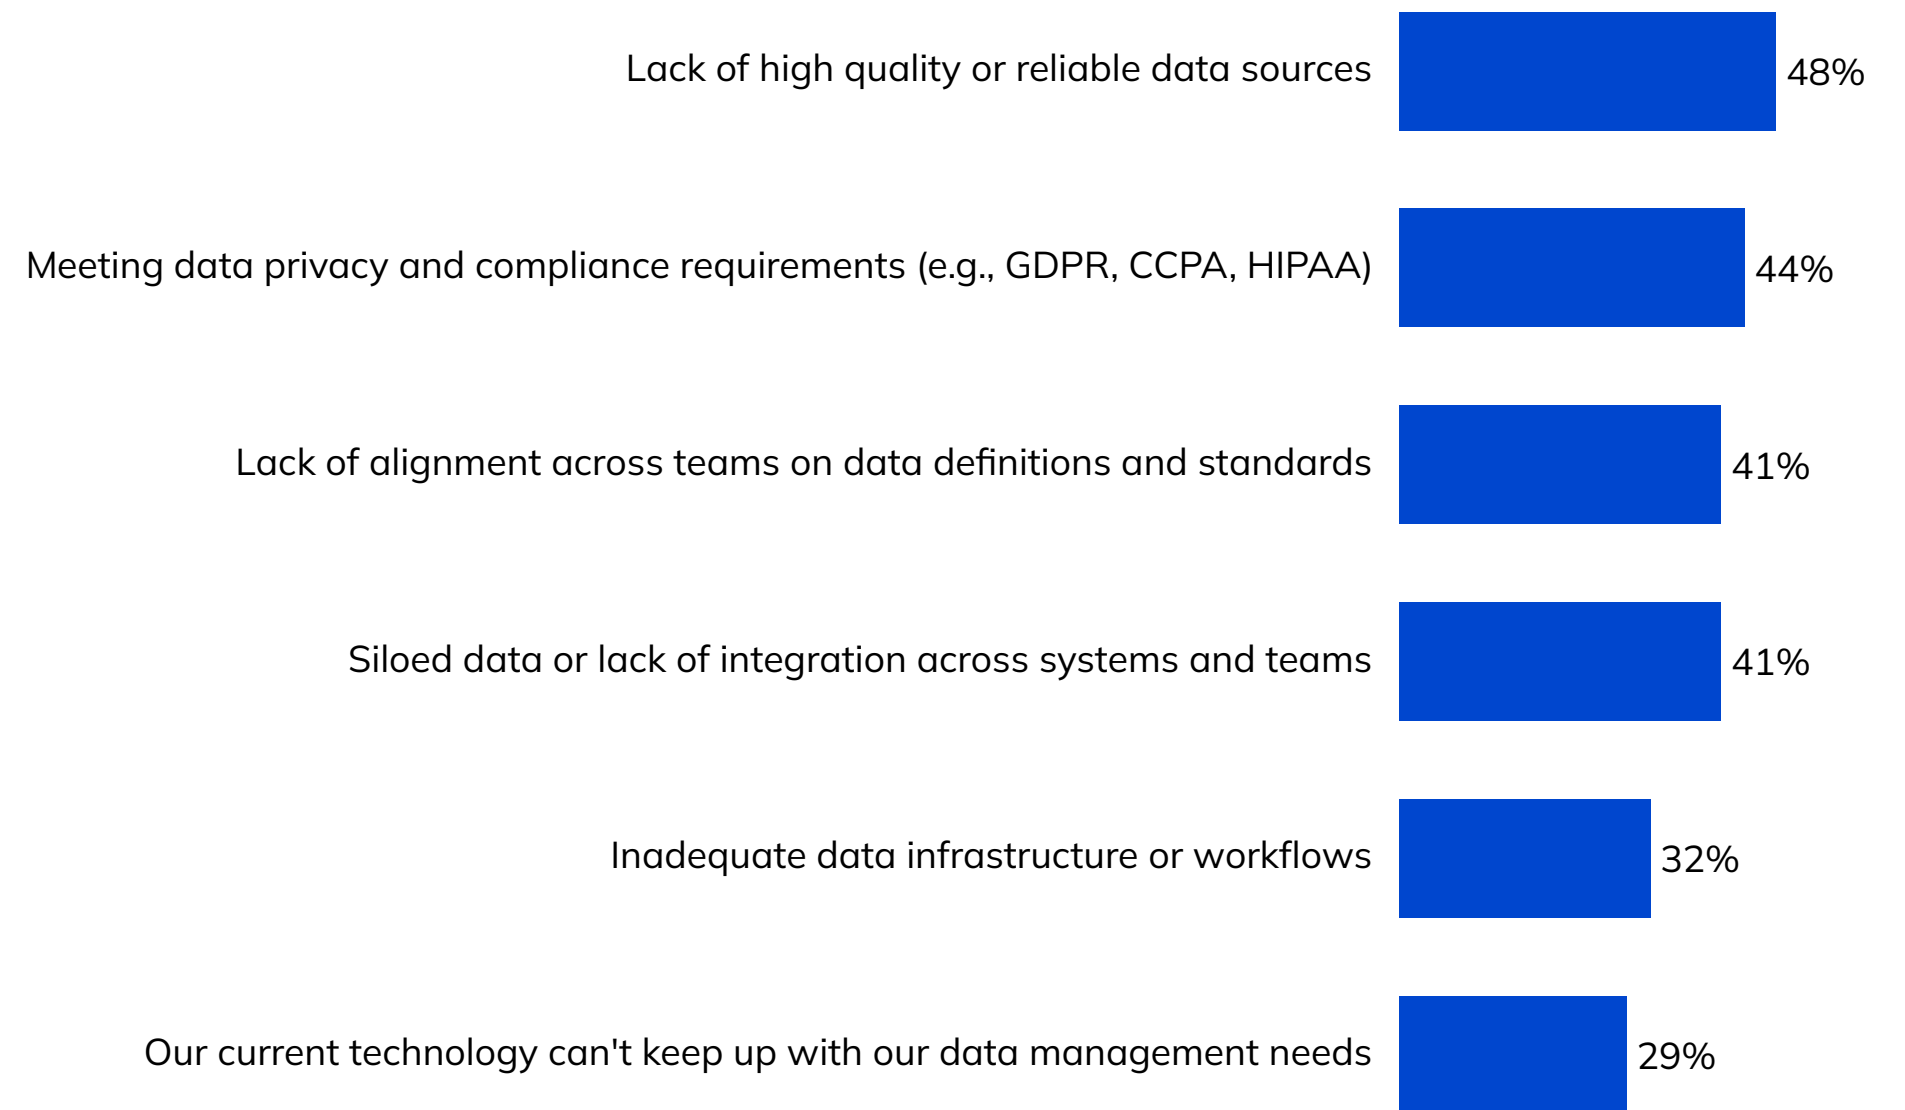 Lack of high quality or reliable data sources 48%
Meeting data privacy and compliance requirements (e.g., GDPR, CCPA, HIPAA) 44%
Lack of alignment across teams on data definitions and standards 41%
Siloed data or lack of integration across systems and teams 41%
Inadequate data infrastructure or workflows 32%
Our current technology can't keep up with our data management needs 29%